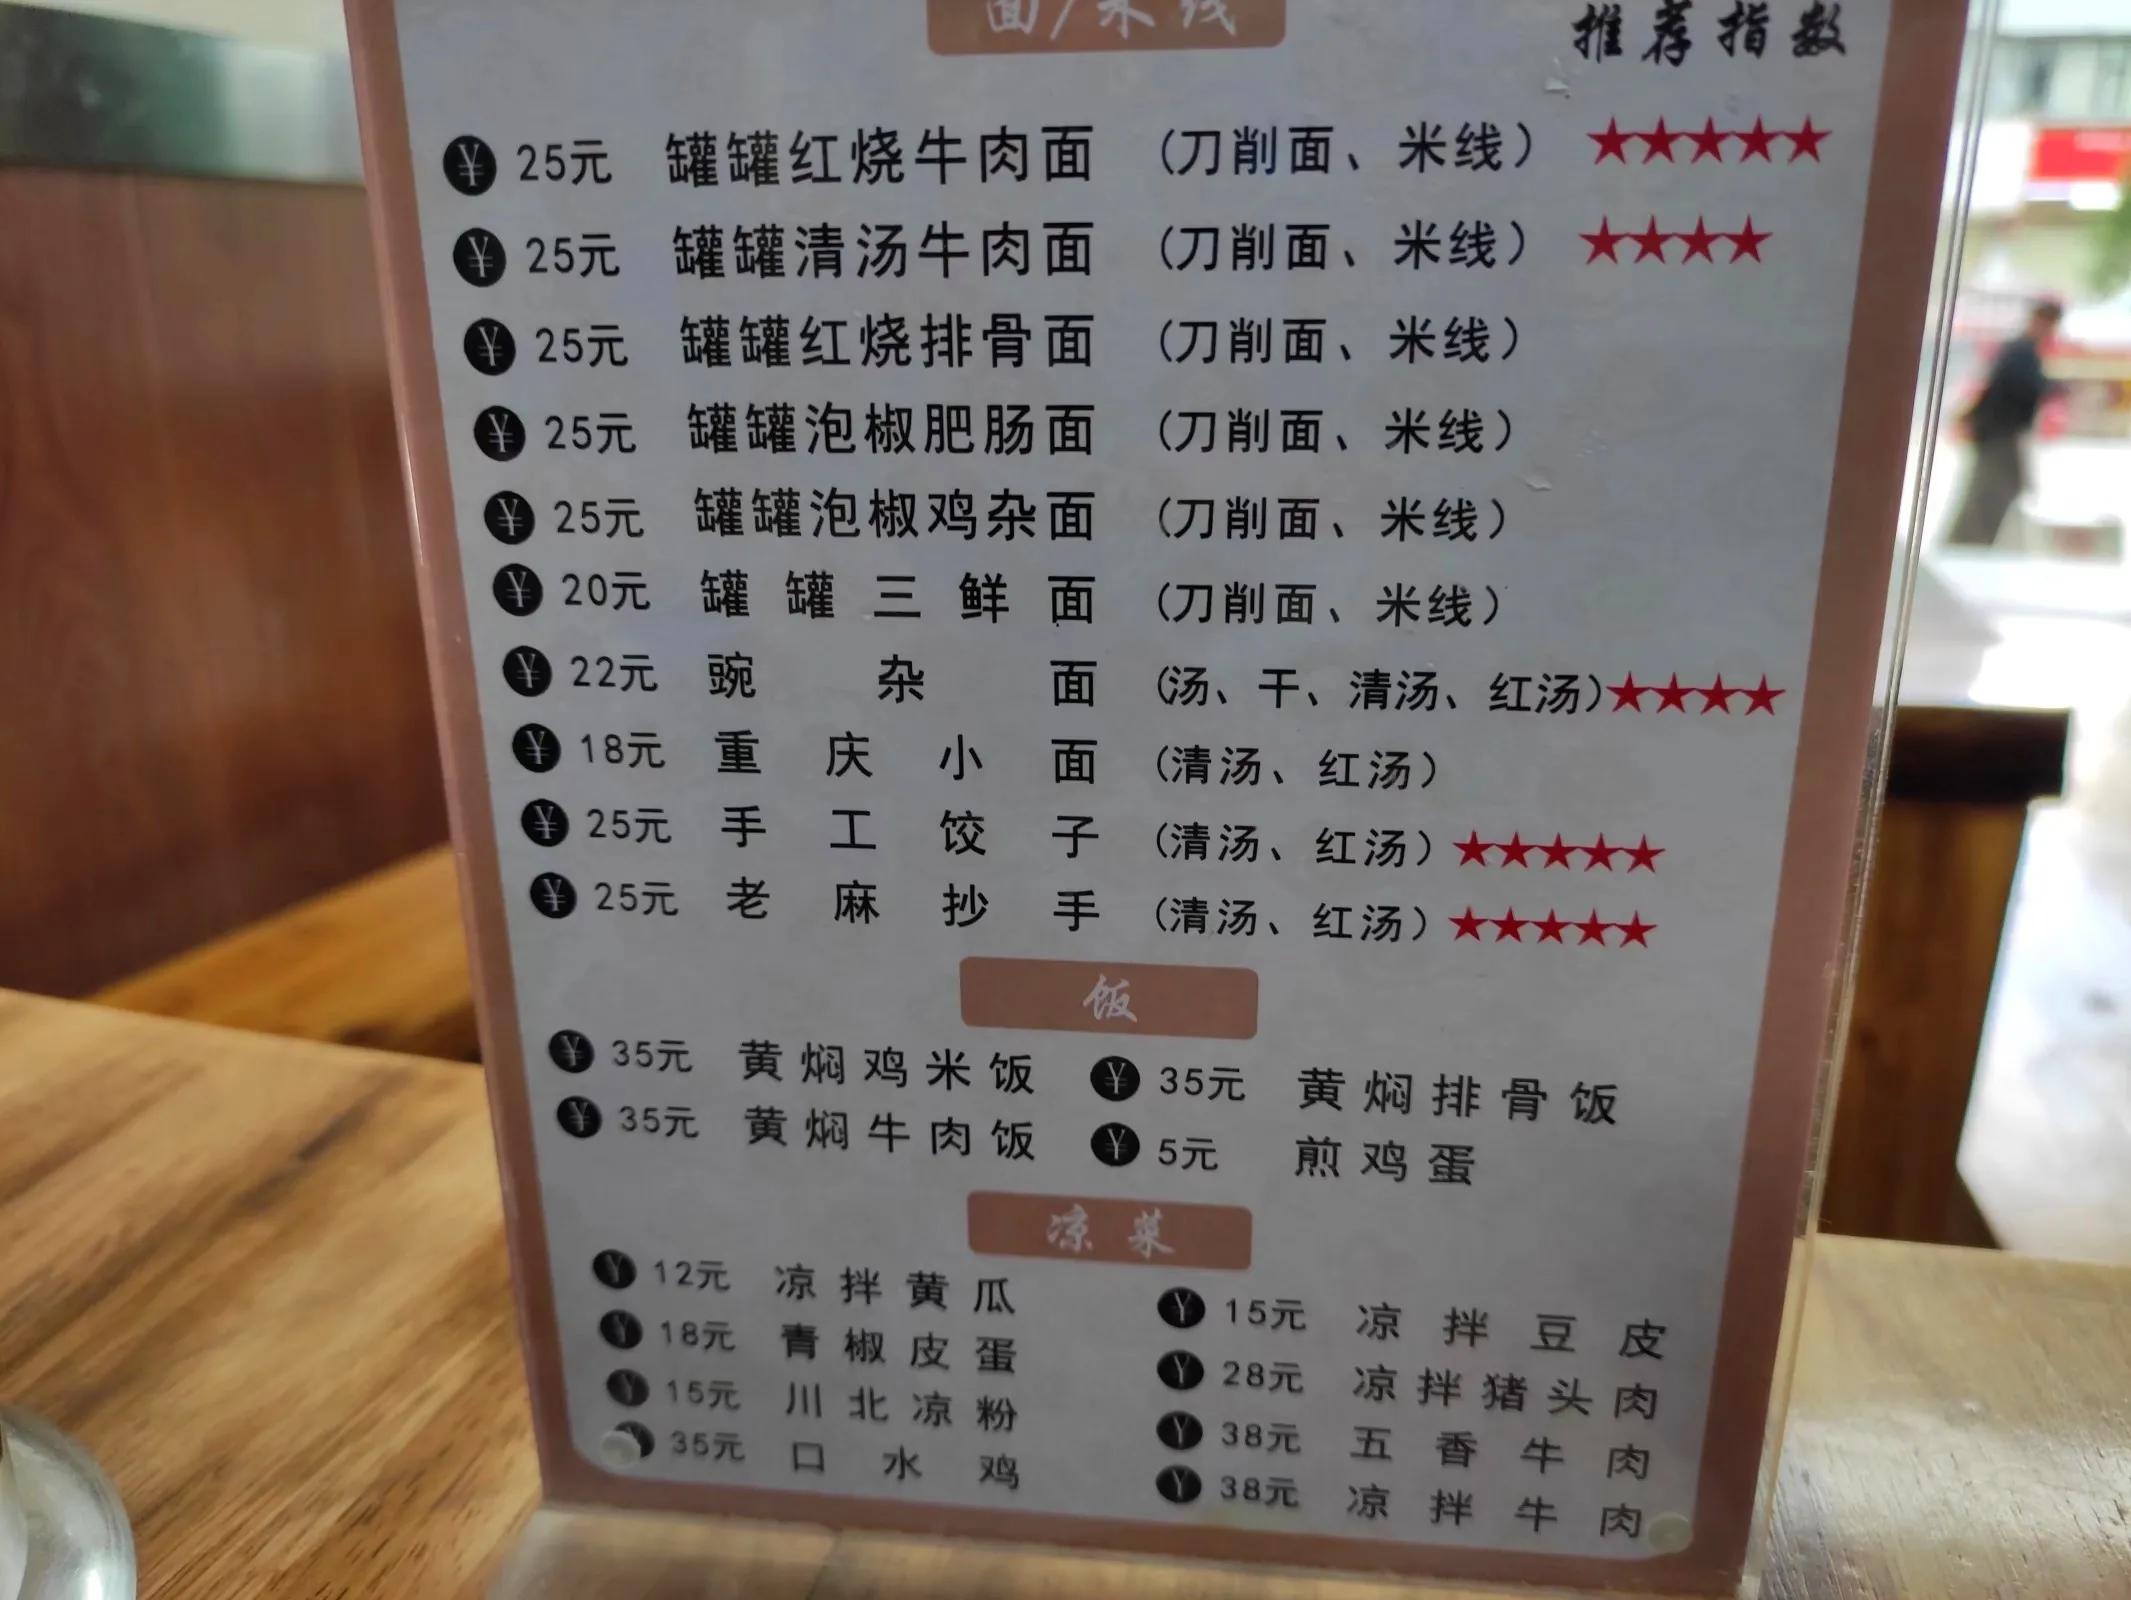 面/米线
推荐指数
¥ 25元 罐罐红烧牛肉面 (刀削面、米线) ★★★★★
¥ 25元 罐罐清汤牛肉面 (刀削面、米线) ★★★★
¥ 25元 罐罐红烧排骨面 (刀削面、米线)
¥ 25元 罐罐泡椒肥肠面 (刀削面、米线)
¥ 25元 罐罐泡椒鸡杂面 (刀削面、米线)
¥ 20元 罐罐三鲜面 (刀削面、米线)
¥ 22元 豌杂面 (汤、干、清汤、红汤)★★★★
¥ 18元 重庆小面 (清汤、红汤)
¥ 25元 手工饺子 (清汤、红汤) ★★★★★
¥ 25元 老麻抄手 (清汤、红汤) ★★★★★
饭
¥ 35元 黄焖鸡米饭 ¥ 35元 黄焖排骨饭
¥ 35元 黄焖牛肉饭 ¥ 5元 煎鸡蛋
凉菜
¥ 12元 凉拌黄瓜 ¥ 15元 凉拌豆皮
¥ 18元 青椒皮蛋 ¥ 28元 凉拌猪头肉
¥ 15元 川北凉粉 ¥ 38元 五香牛肉
¥ 35元 口水鸡 ¥ 38元 凉拌牛肉